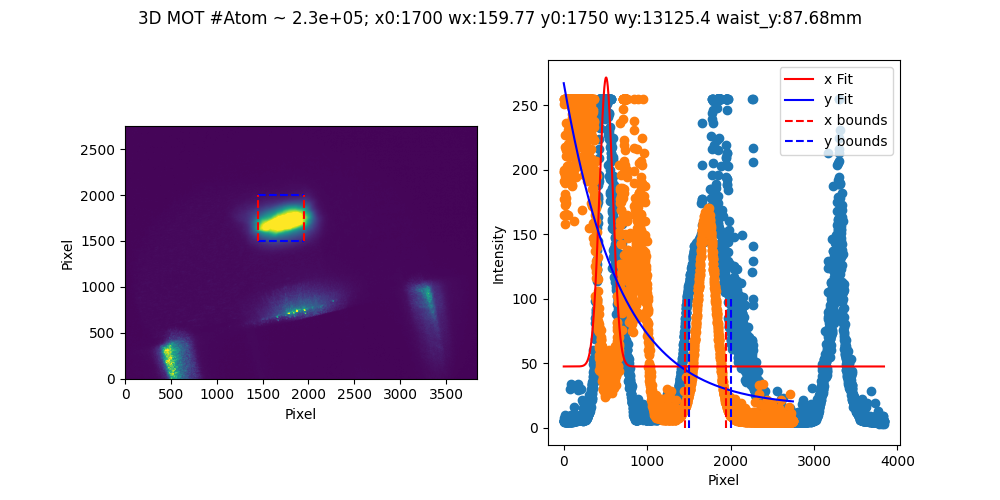 3D MOT #Atom ~ 2.3e+05; x0:1700 wx:159.77 y0:1750 wy:13125.4 waist_y:87.68mm
2500
2000
1500
1000
500
0
Pixel
0 500 1000 1500 2000 2500 3000 3500
Pixel
250
200
150
100
50
0
Intensity
0 1000 2000 3000 4000
Pixel
x Fit
y Fit
x bounds
y bounds